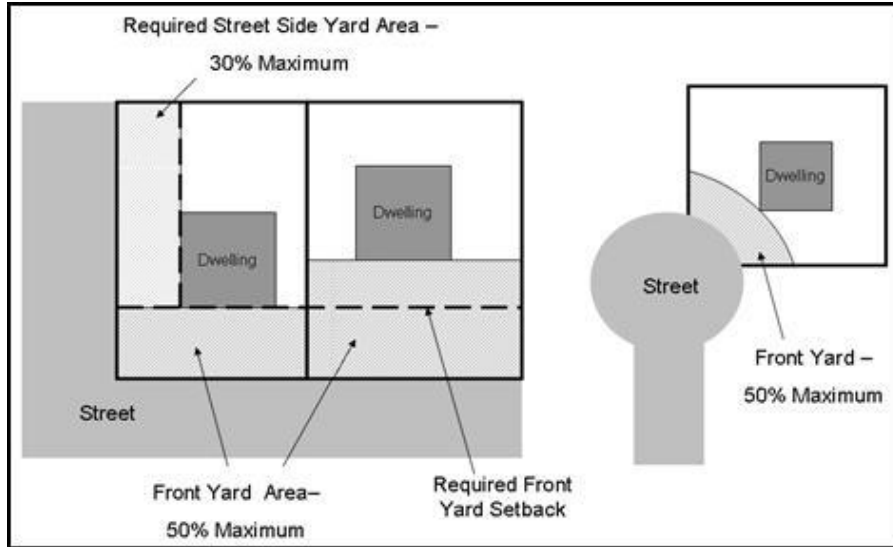 Required Street Side Yard Area –
30% Maximum
Dwelling
Dwelling
Street
Front Yard Area–
50% Maximum
Required Front
Yard Setback
Dwelling
Street
Front Yard –
50% Maximum